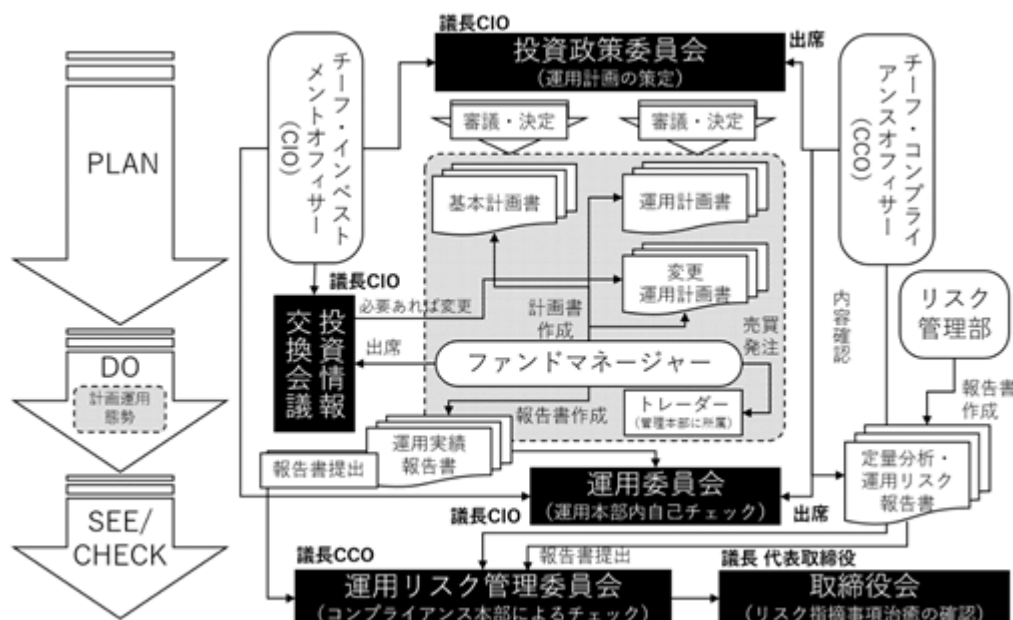 議長CIO
投資政策委員会
(運用計画の策定)
出席
チーフ・インベスト
メントオフィサー
(CIO)
チーフ・コンプライ
アンスオフィサー
(CCO)
審議・決定
審議・決定
PLAN
基本計画書
運用計画書
変更
運用計画書
議長CIO
必要あれば変更
投資情報
交換会議
計画書
作成
売買
発注
内容確認
リスク
管理部
出席
ファンドマネージャー
DO
計画運用
態勢
報告書作成
トレーダー
(管理本部に所属)
報告書
作成
運用実績
報告書
報告書提出
定量分析・
運用リスク
報告書
運用委員会
(運用本部内自己チェック)
議長CIO
出席
SEE/
CHECK
議長CCO
報告書提出
議長 代表取締役
運用リスク管理委員会
(コンプライアンス本部によるチェック)
取締役会
(リスク指摘事項治癒の確認)